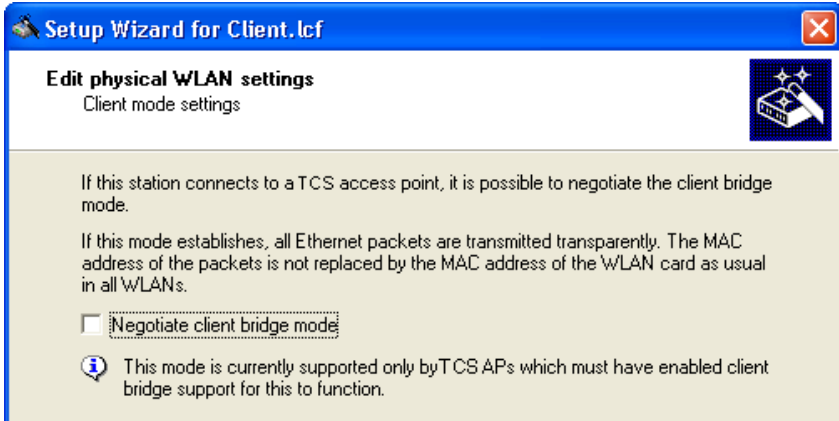 Setup Wizard for Client.lcf
Edit physical WLAN settings
Client mode settings
If this station connects to a TCS access point, it is possible to negotiate the client bridge
mode.
If this mode establishes, all Ethernet packets are transmitted transparently. The MAC
address of the packets is not replaced by the MAC address of the WLAN card as usual
in all WLANs.
Negotiate client bridge mode
This mode is currently supported only by TCS APs which must have enabled client
bridge support for this to function.